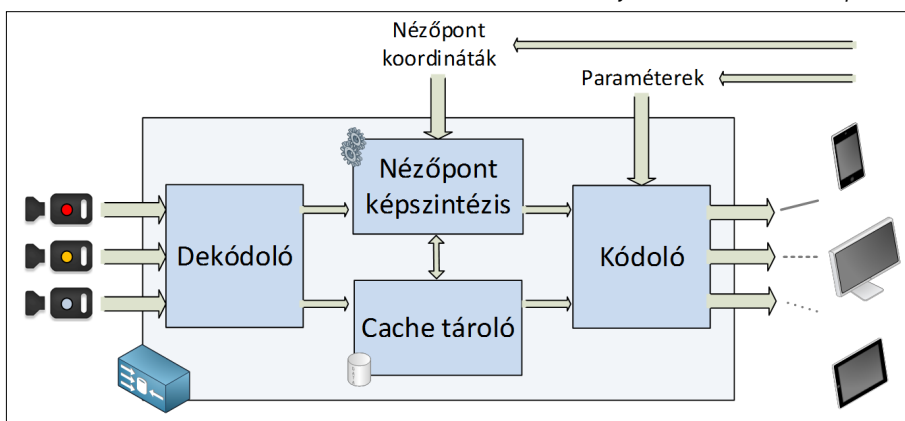 Nézőpont
koordináták
Paraméterek
Nézőpont
képszintézis
Dekódoló
Kódoló
Cache tároló